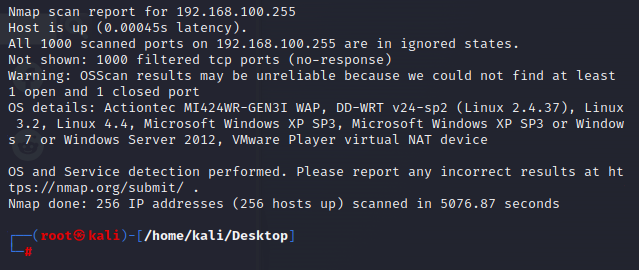 Nmap scan report for 192.168.100.255
Host is up (0.00045s latency).
All 1000 scanned ports on 192.168.100.255 are in ignored states.
Not shown: 1000 filtered tcp ports (no-response)
Warning: OSScan results may be unreliable because we could not find at least
1 open and 1 closed port
OS details: Actiontec MI424WR-GEN3I WAP, DD-WRT v24-sp2 (Linux 2.4.37), Linux
3.2, Linux 4.4, Microsoft Windows XP SP3, Microsoft Windows XP SP3 or Window
s 7 or Windows Server 2012, VMware Player virtual NAT device
OS and Service detection performed. Please report any incorrect results at ht
tps://nmap.org/submit/ .
Nmap done: 256 IP addresses (256 hosts up) scanned in 5076.87 seconds
┌──(root㉿kali)-[/home/kali/Desktop]
└─#